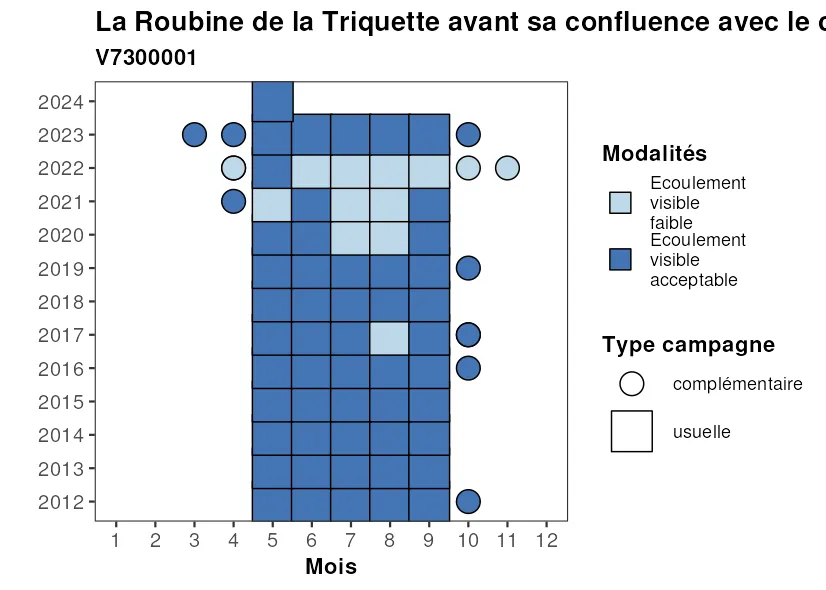 La Roubine de la Triquette avant sa confluence avec le c
V7300001
2024
2023
2022
2021
2020
2019
2018
2017
2016
2015
2014
2013
2012
1 2 3 4 5 6 7 8 9 10 11 12
Mois
Modalités
Ecoulement
visible
faible
Ecoulement
visible
acceptable
Type campagne
complémentaire
usuelle